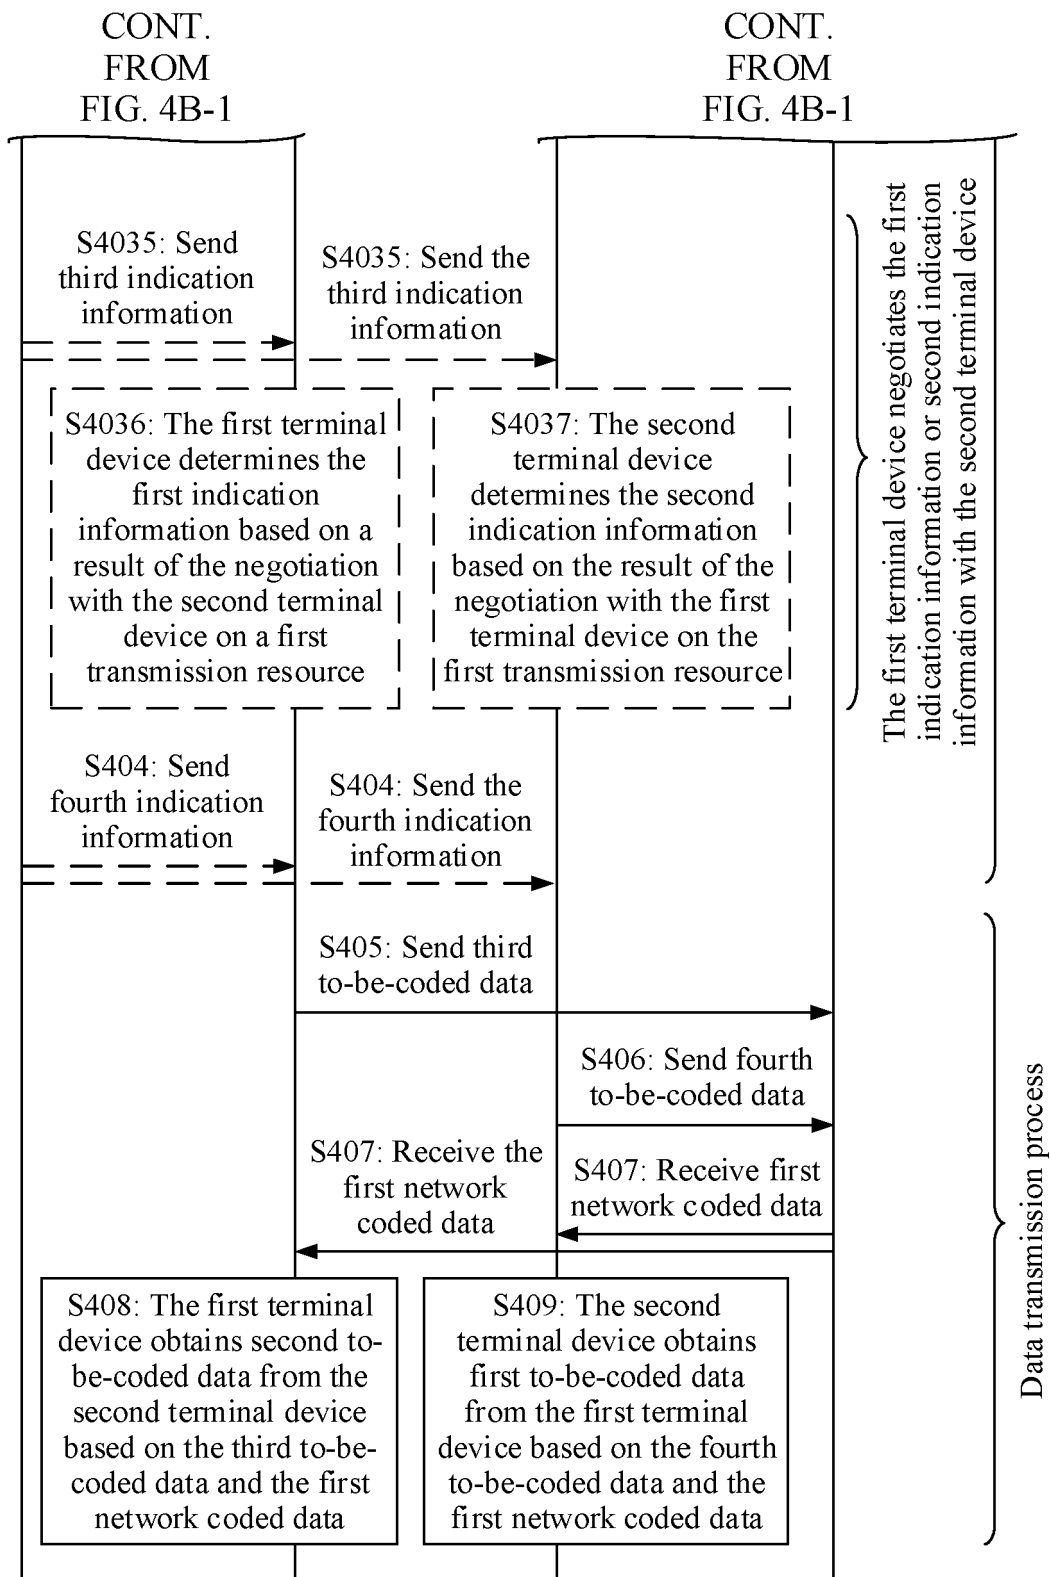 CONT.
FROM
FIG. 4B-1
CONT.
FROM
FIG. 4B-1
S4035: Send
third indication
information
S4035: Send the
third indication
information
S4036: The first terminal
device determines the
first indication
information based on a
result of the negotiation
with the second terminal
device on a first
transmission resource
S4037: The second
terminal device
determines the second
indication information
based on the result of the
negotiation with the first
terminal device on the
first transmission resource
The first terminal device negotiates the first
indication information or second indication
information with the second terminal device
S404: Send
fourth indication
information
S404: Send the
fourth indication
information
S405: Send third
to-be-coded data
S406: Send fourth
to-be-coded data
S407: Receive the
first network
coded data
S407: Receive first
network coded data
S408: The first terminal
device obtains second to-
be-coded data from the
second terminal device
based on the third to-be-
coded data and the first
network coded data
S409: The second
terminal device obtains
first to-be-coded data
from the first terminal
device based on the fourth
to-be-coded data and the
first network coded data
Data transmission process